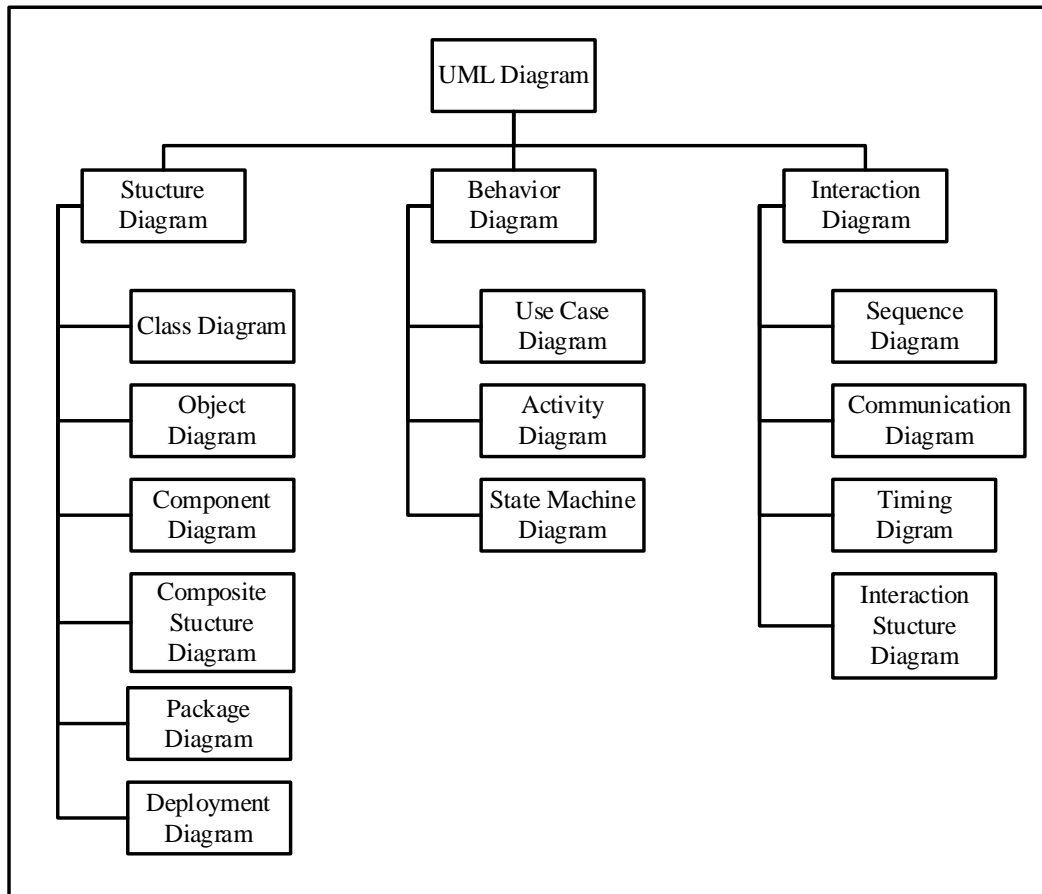 UML Diagram
Stucture
Diagram
Behavior
Diagram
Interaction
Diagram
Class Diagram
Object
Diagram
Component
Diagram
Composite
Stucture
Diagram
Package
Diagram
Deployment
Diagram
Use Case
Diagram
Activity
Diagram
State Machine
Diagram
Sequence
Diagram
Communication
Diagram
Timing
Digram
Interaction
Stucture
Diagram